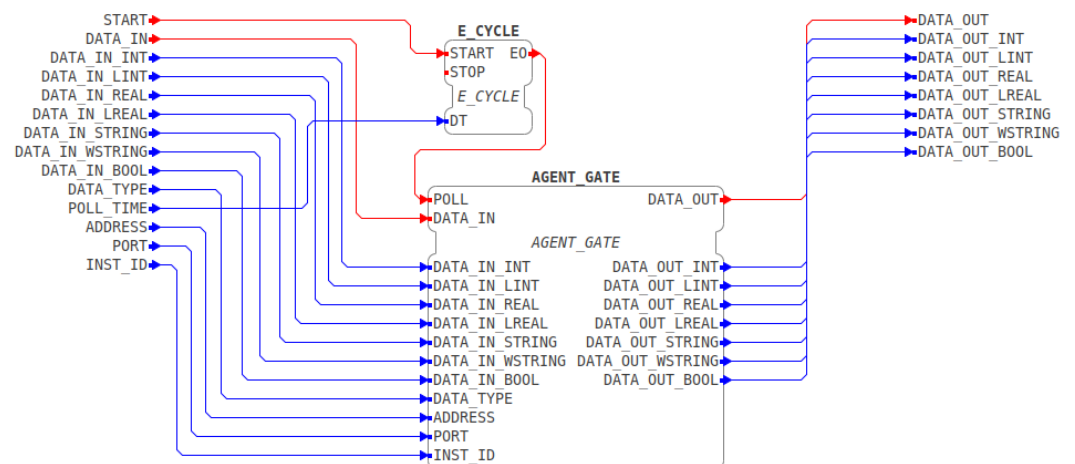 START
DATA_IN
DATA_IN_INT
DATA_IN_LINT
DATA_IN_REAL
DATA_IN_LREAL
DATA_IN_STRING
DATA_IN_WSTRING
DATA_IN_BOOL
DATA_TYPE
POLL_TIME
ADDRESS
PORT
INST_ID
E_CYCLE
START EO
STOP
E_CYCLE
DT
AGENT_GATE
POLL DATA_OUT
DATA_IN
AGENT_GATE
DATA_IN_INT DATA_OUT_INT
DATA_IN_LINT DATA_OUT_LINT
DATA_IN_REAL DATA_OUT_REAL
DATA_IN_LREAL DATA_OUT_LREAL
DATA_IN_STRING DATA_OUT_STRING
DATA_IN_WSTRING DATA_OUT_WSTRING
DATA_IN_BOOL DATA_OUT_BOOL
DATA_TYPE
ADDRESS
PORT
INST_ID
DATA_OUT
DATA_OUT_INT
DATA_OUT_LINT
DATA_OUT_REAL
DATA_OUT_LREAL
DATA_OUT_STRING
DATA_OUT_WSTRING
DATA_OUT_BOOL